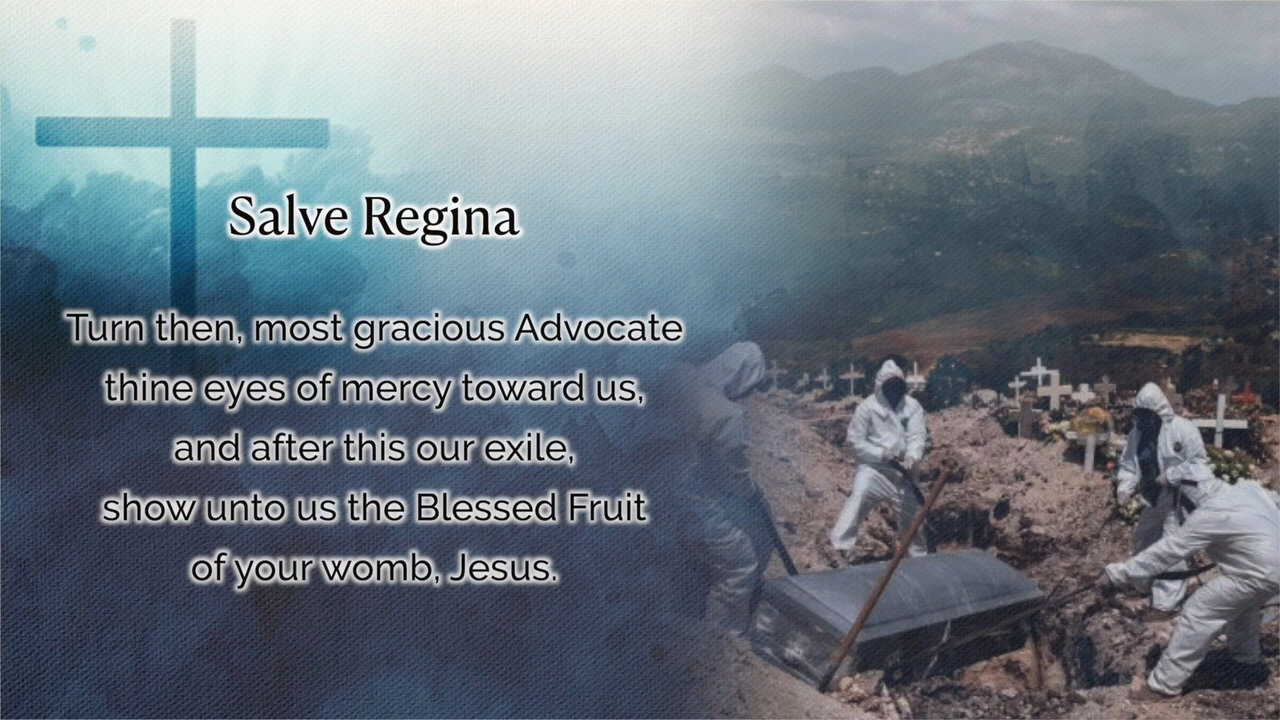 Salve Regina
Turn then, most gracious Advocate
thine eyes of mercy toward us,
and after this our exile,
show unto us the Blessed Fruit
of your womb, Jesus.